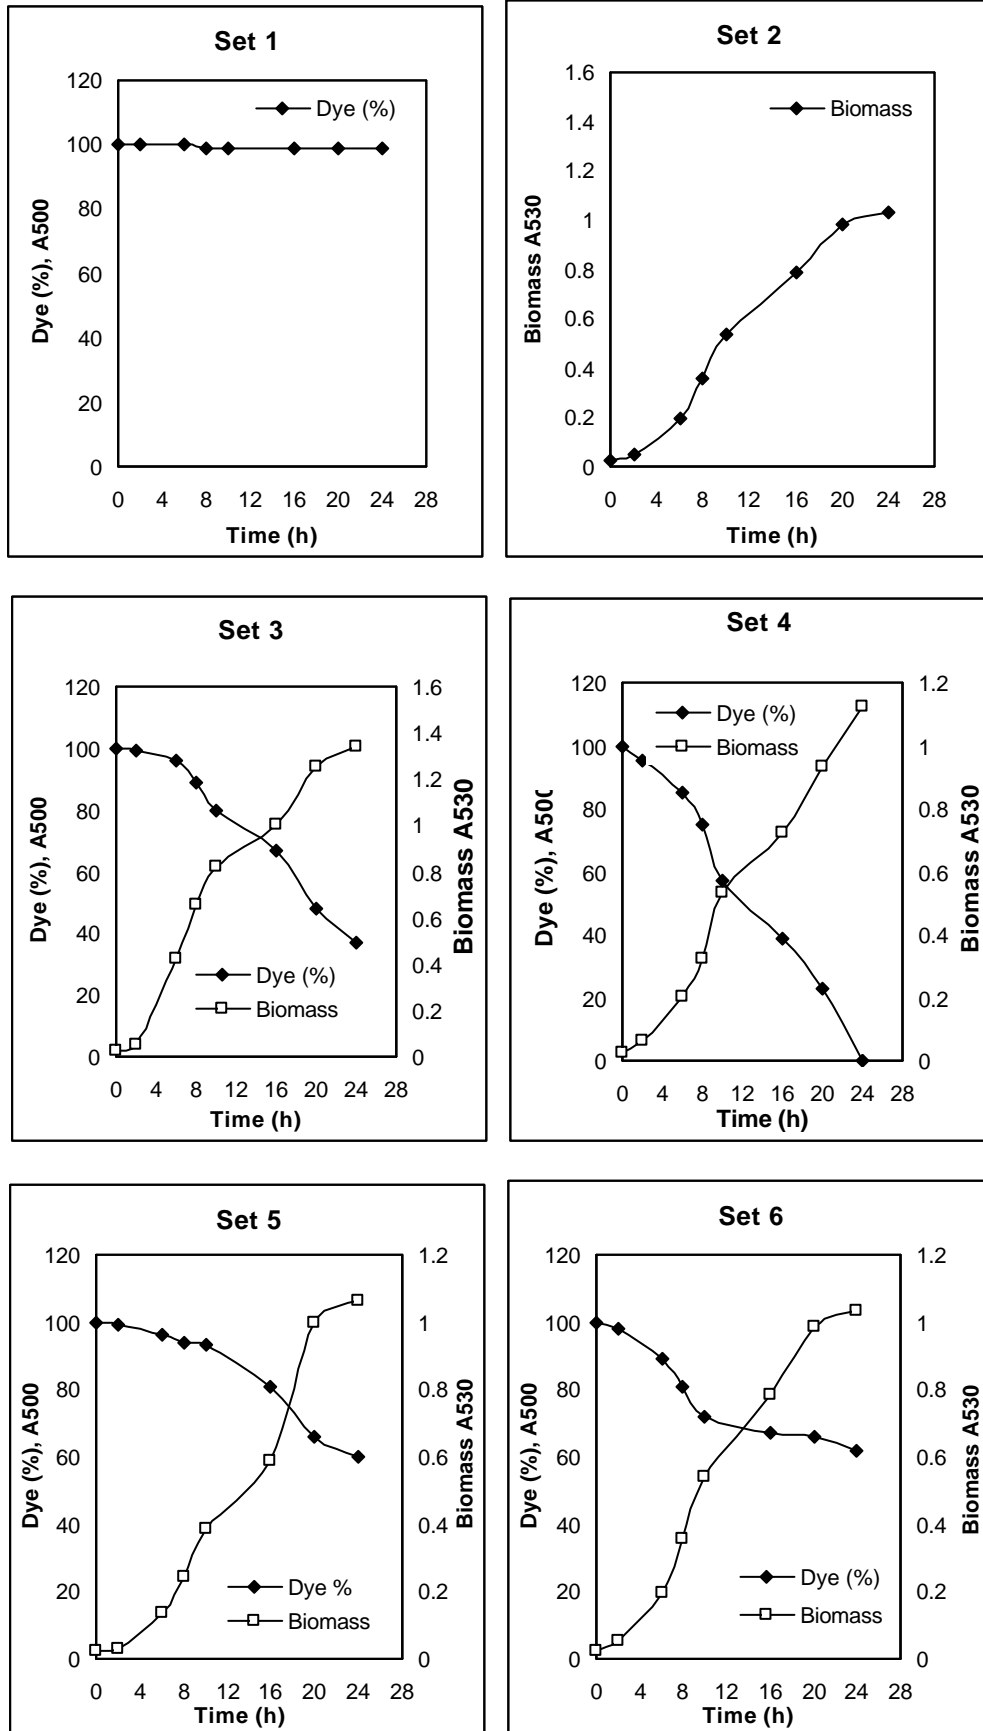 Set 1
120
100
80
60
40
20
0
Dye (%)
Dye (%), A500
0 4 8 12 16 20 24 28
Time (h)
Set 2
1.6
1.4
1.2
1
0.8
0.6
0.4
0.2
0
Biomass
Biomass A530
0 4 8 12 16 20 24 28
Time (h)
Set 3
120
100
80
60
40
20
0
1.6
1.4
1.2
1
0.8
0.6
0.4
0.2
0
Dye (%), A500
Biomass A530
Dye (%)
Biomass
0 4 8 12 16 20 24 28
Time (h)
Set 4
120
100
80
60
40
20
0
1.2
1
0.8
0.6
0.4
0.2
0
Dye (%)
Biomass
Dye (%), A500
Biomass A530
0 4 8 12 16 20 24 28
Time (h)
Set 5
120
100
80
60
40
20
0
1.2
1
0.8
0.6
0.4
0.2
0
Dye (%), A500
Biomass A530
Dye %
Biomass
0 4 8 12 16 20 24 28
Time (h)
Set 6
120
100
80
60
40
20
0
1.2
1
0.8
0.6
0.4
0.2
0
Dye (%), A500
Biomass A530
Dye (%)
Biomass
0 4 8 12 16 20 24 28
Time (h)